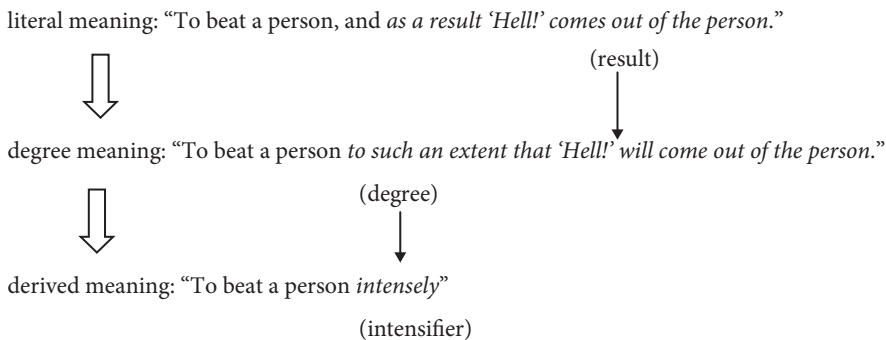 literal meaning: “To beat a person, and as a result ‘Hell!’ comes out of the person.”
(result)
degree meaning: “To beat a person to such an extent that ‘Hell!’ will come out of the person.”
(degree)
derived meaning: “To beat a person intensely”
(intensifier)